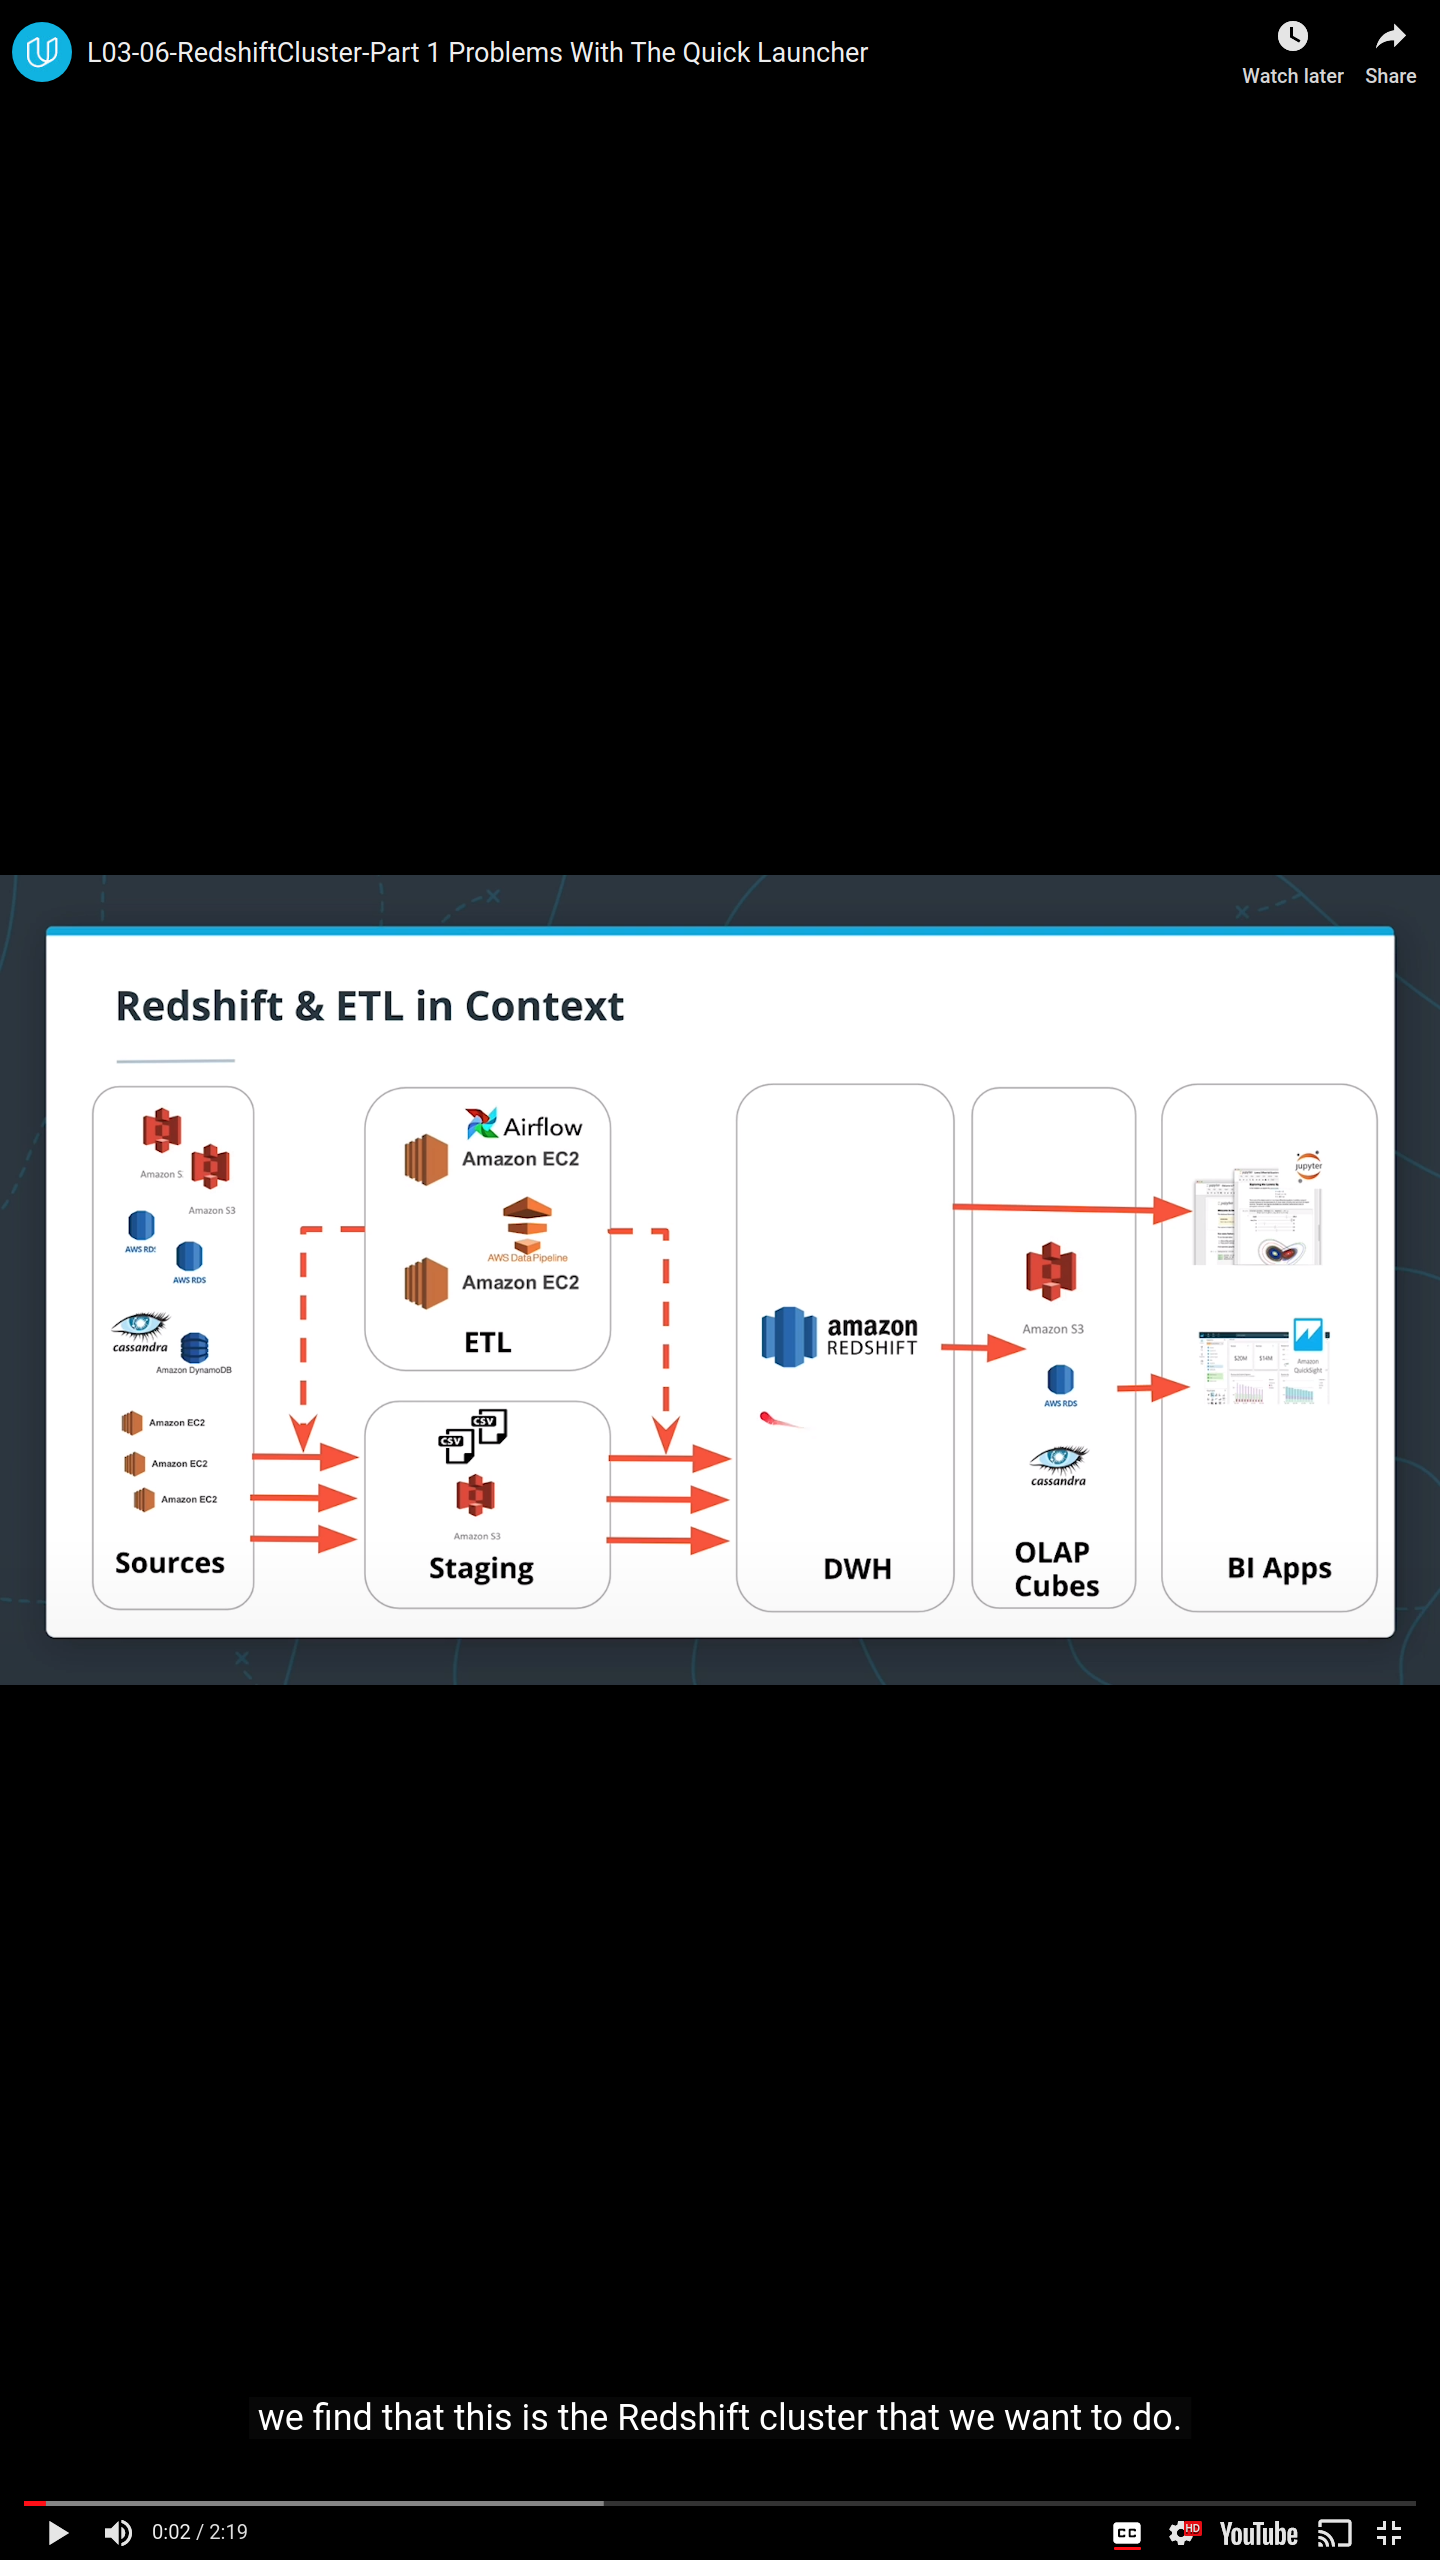 L03-06-RedshiftCluster-Part 1 Problems With The Quick Launcher
Watch later
Share
Redshift & ETL in Context
Amazon S
Amazon S3
AWS RD
AWS RDS
cassandra
Amazon DynamoDB
Amazon EC2
Amazon EC2
Amazon EC2
Sources
Airflow
Amazon EC2
AWS Data Pipeline
Amazon EC2
ETL
CSV
CSV
Amazon S3
Staging
amazon
REDSHIFT
DWH
Amazon S3
AWS RDS
cassandra
OLAP
Cubes
jupyter
$20M
$14M
Amazon
QuickSight
BI Apps
we find that this is the Redshift cluster that we want to do.
0:02 / 2:19
CC
HD
YouTube